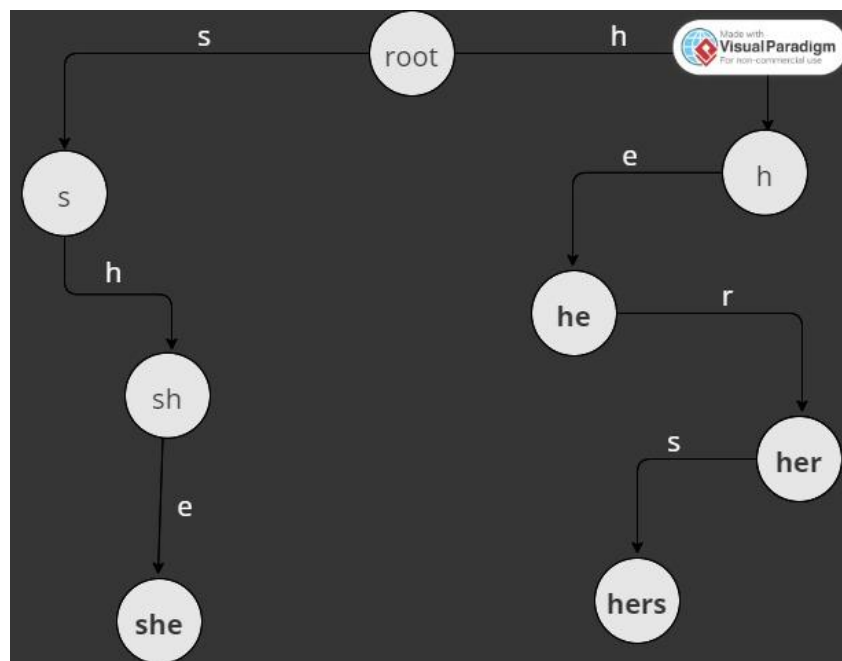 s
root
h
Made with
Visual Paradigm
For non-commercial use
s
e
h
h
he
r
sh
her
s
e
she
hers